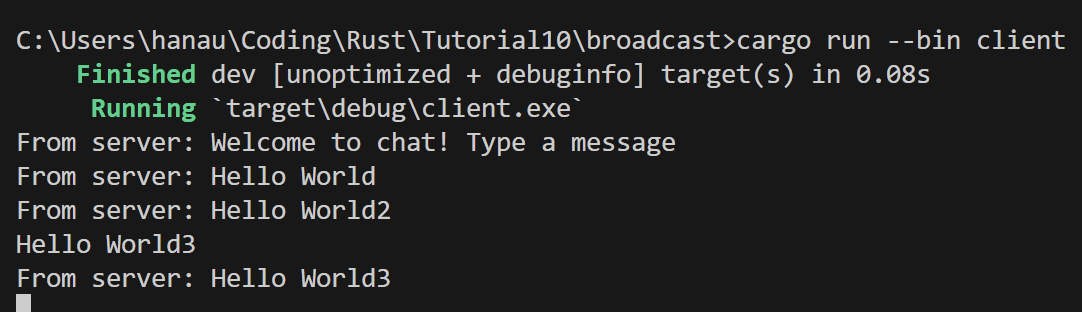 C:\Users\hanau\Coding\Rust\Tutorial10\broadcast>cargo run --bin client
    Finished dev [unoptimized + debuginfo] target(s) in 0.08s
     Running `target\debug\client.exe`
From server: Welcome to chat! Type a message
From server: Hello World
From server: Hello World2
Hello World3
From server: Hello World3